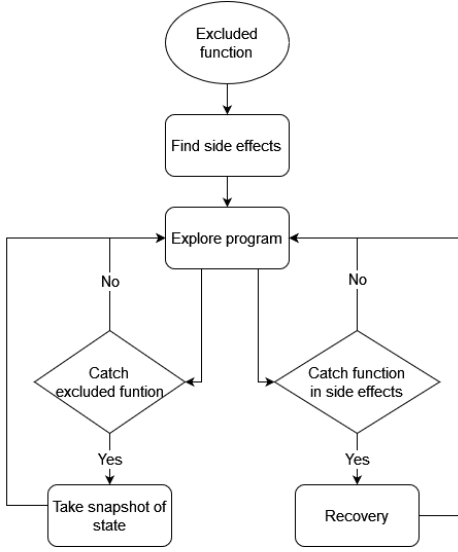 Excluded
function
Find side effects
Explore program
No
No
Catch
excluded funtion
Catch function
in side effects
Yes
Yes
Take snapshot of
state
Recovery